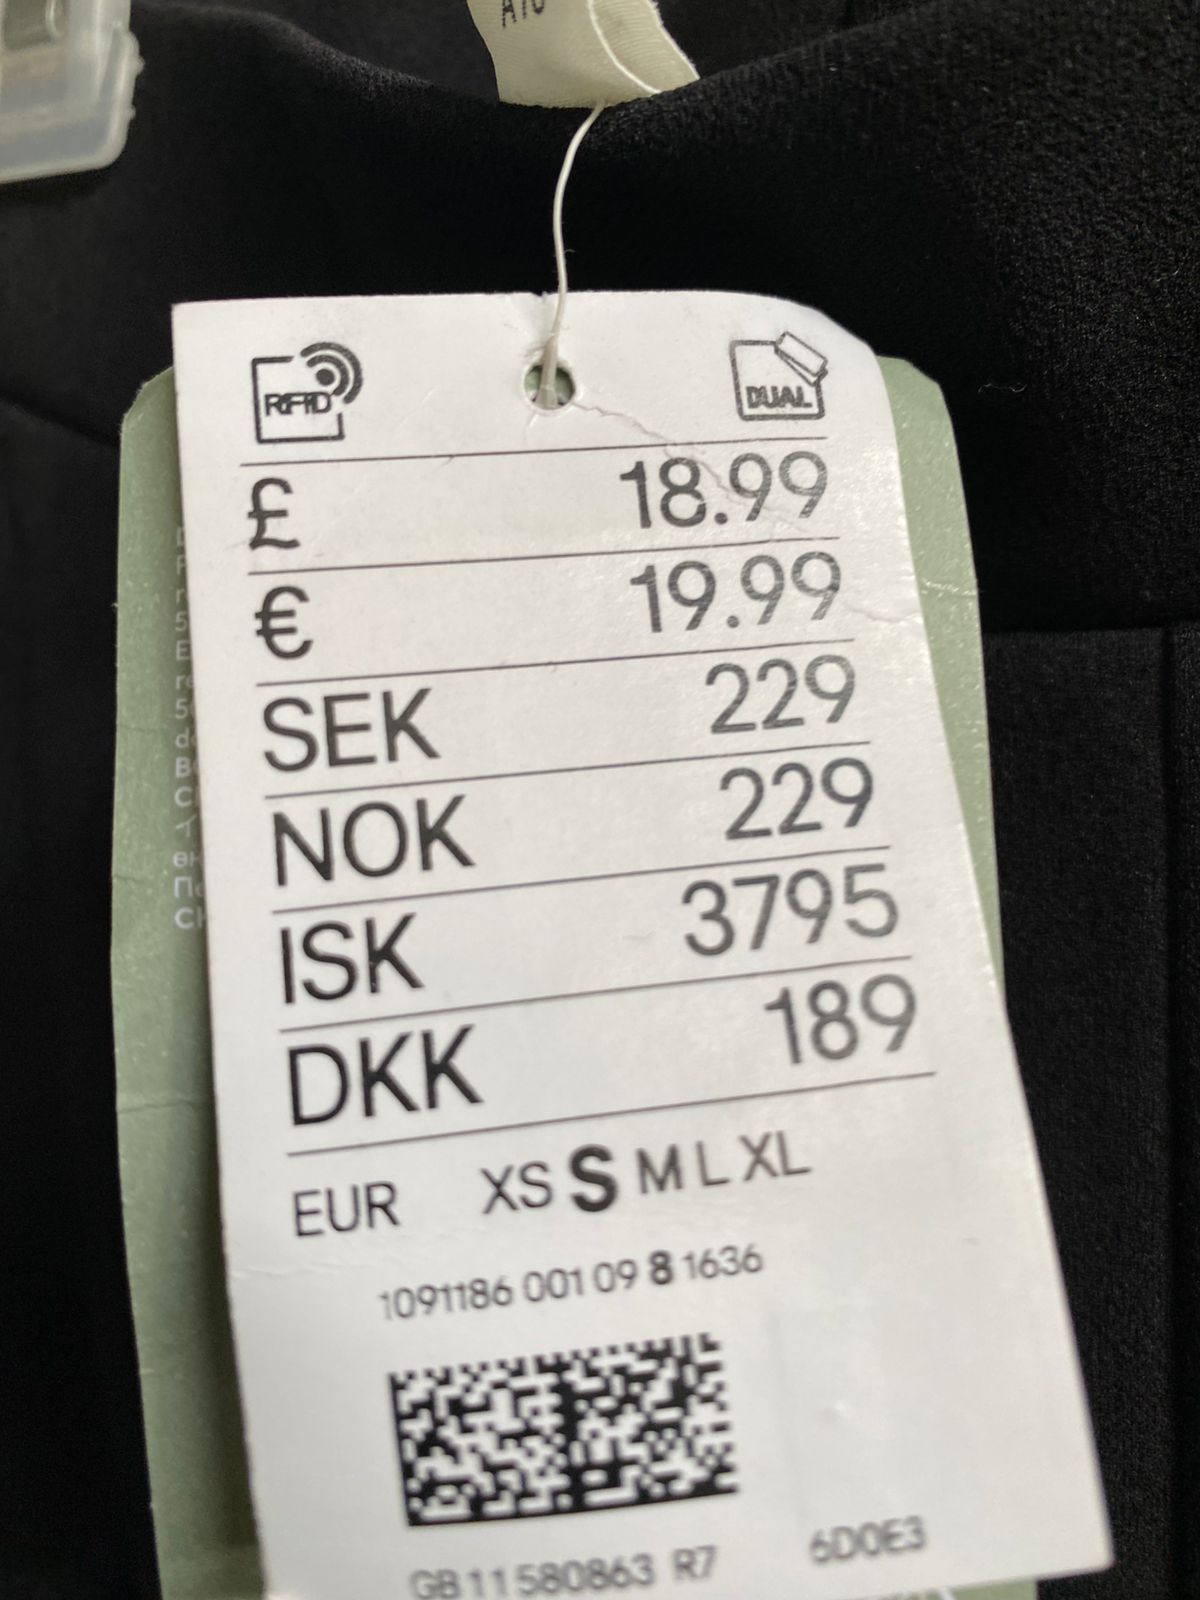 RFID
DUAL
£ 18.99
€ 19.99
SEK 229
NOK 229
ISK 3795
DKK 189
EUR XS S M L XL
1091186 001 09 8 1636
GB11580863 R7 6D0E3